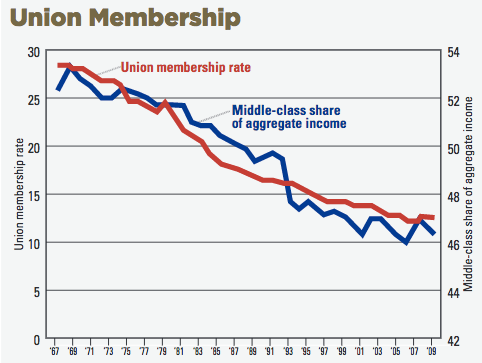 Union Membership
30
25
20
15
10
5
0
Union membership rate
Union membership rate
Middle-class share
of aggregate income
54
52
50
48
46
44
42
Middle-class share of aggregate income
'67 '69 '71 '73 '75 '77 '79 '81 '83 '85 '87 '89 '91 '93 '95 '97 '99 '01 '03 '05 '07 '09